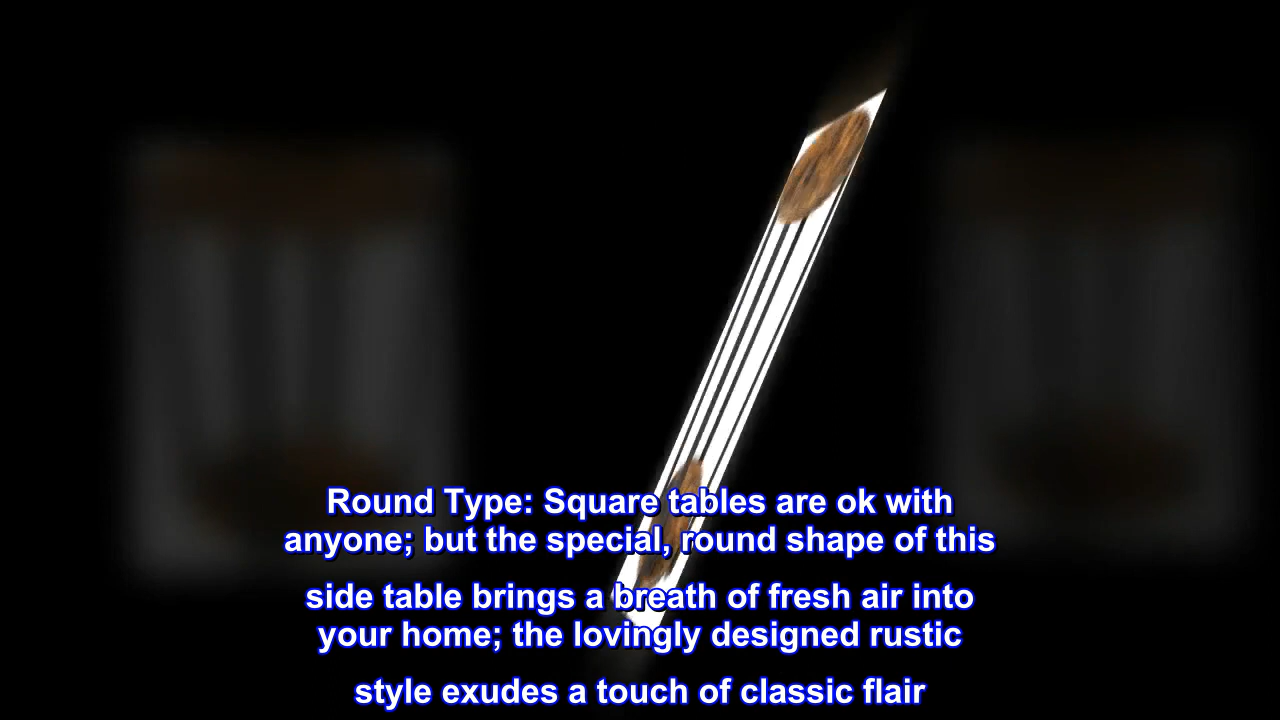 Round Type: Square tables are ok with
anyone; but the special, round shape of this
side table brings a breath of fresh air into
your home; the lovingly designed rustic
style exudes a touch of classic flair